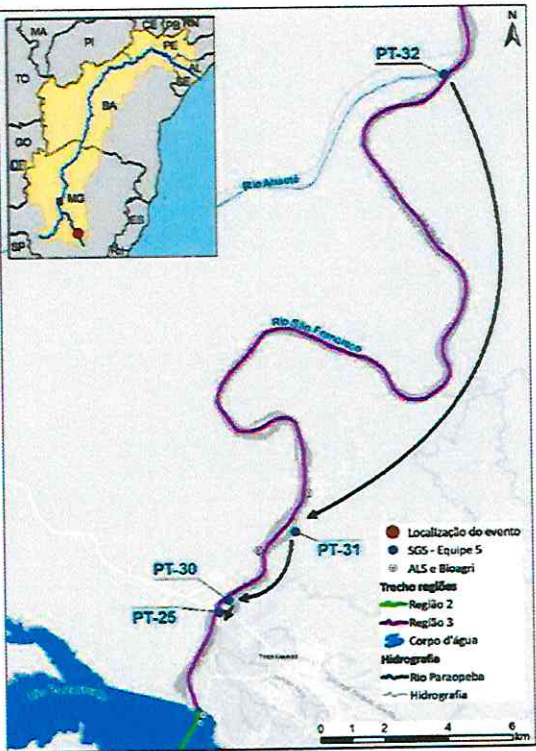 CE
PB
RN
MA
PI
PE
AL
SE
TO
BA
GO
DF
MG
ES
SP
RJ
N
PT-32
Rio Abaeté
Rio São Francisco
PT-31
PT-30
PT-25
Três Marias
Localização do evento
SGS - Equipe 5
ALS e Bioagri
Trecho regiões
Região 2
Região 3
Corpo d'água
Hidrografia
Rio Paraopeba
Hidrografia
0 2 4 6
km